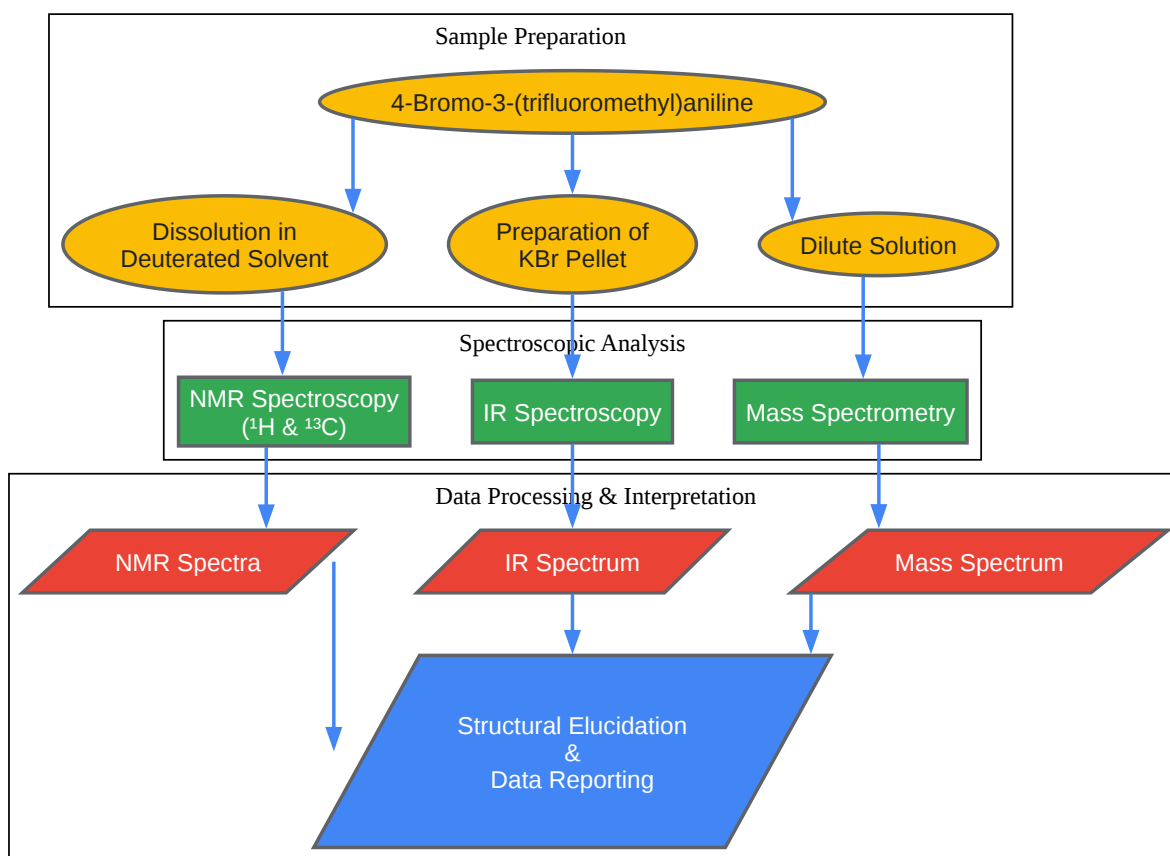 Sample Preparation
4-Bromo-3-(trifluoromethyl)aniline
Dissolution in
Deuterated Solvent
Preparation of
KBr Pellet
Dilute Solution
Spectroscopic Analysis
NMR Spectroscopy
(¹H & ¹³C)
IR Spectroscopy
Mass Spectrometry
Data Processing & Interpretation
NMR Spectra
IR Spectrum
Mass Spectrum
Structural Elucidation
&
Data Reporting